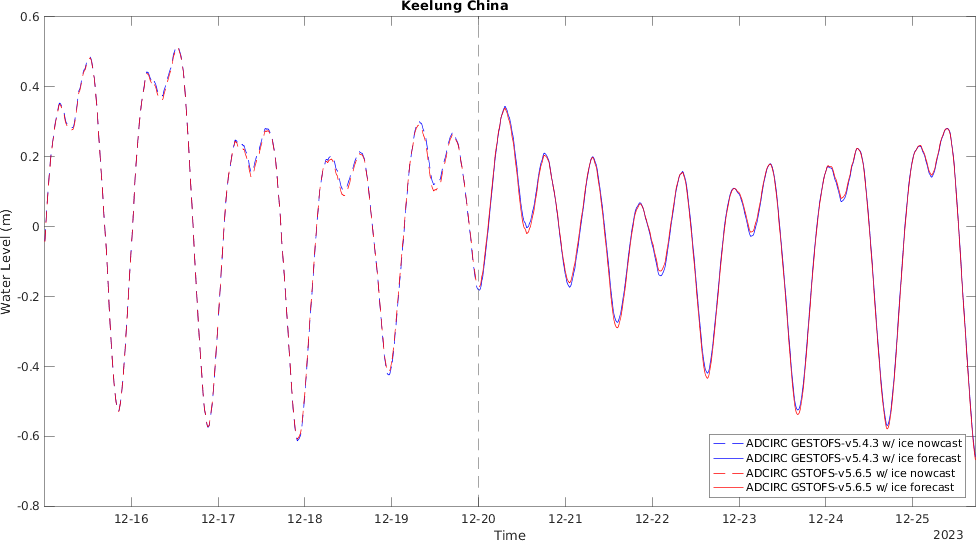 Keelung China
0.6
0.4
0.2
0
-0.2
-0.4
-0.6
-0.8
Water Level (m)
12-16
12-17
12-18
12-19
12-20
12-21
12-22
12-23
12-24
12-25
Time
2023
ADCIRC GESTOFS-v5.4.3 w/ ice nowcast
ADCIRC GESTOFS-v5.4.3 w/ ice forecast
ADCIRC GSTOFS-v5.6.5 w/ ice nowcast
ADCIRC GSTOFS-v5.6.5 w/ ice forecast